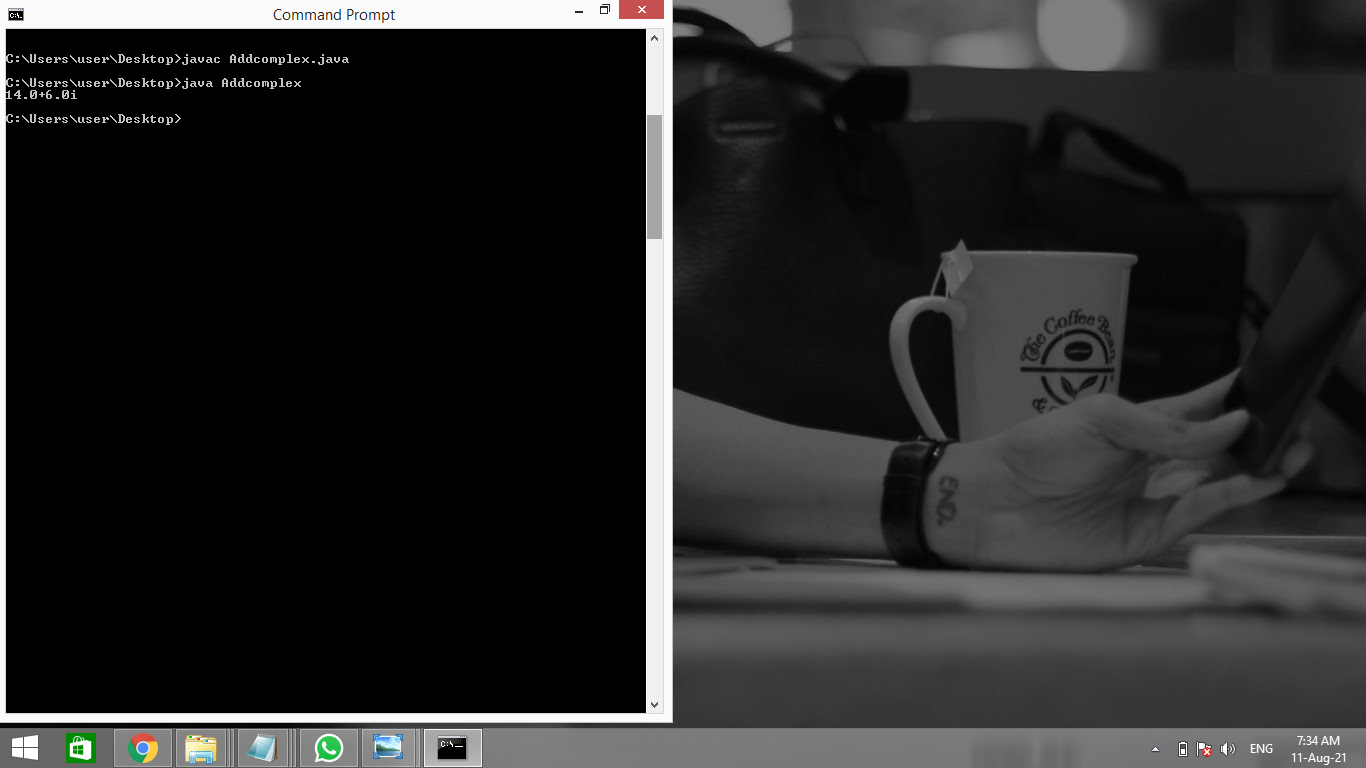 Command Prompt
C:\Users\user\Desktop>javac Addcomplex.java
C:\Users\user\Desktop>java Addcomplex
14.0+6.0i
C:\Users\user\Desktop>
The Coffee Bean
END.
ENG
7:34 AM
11-Aug-21